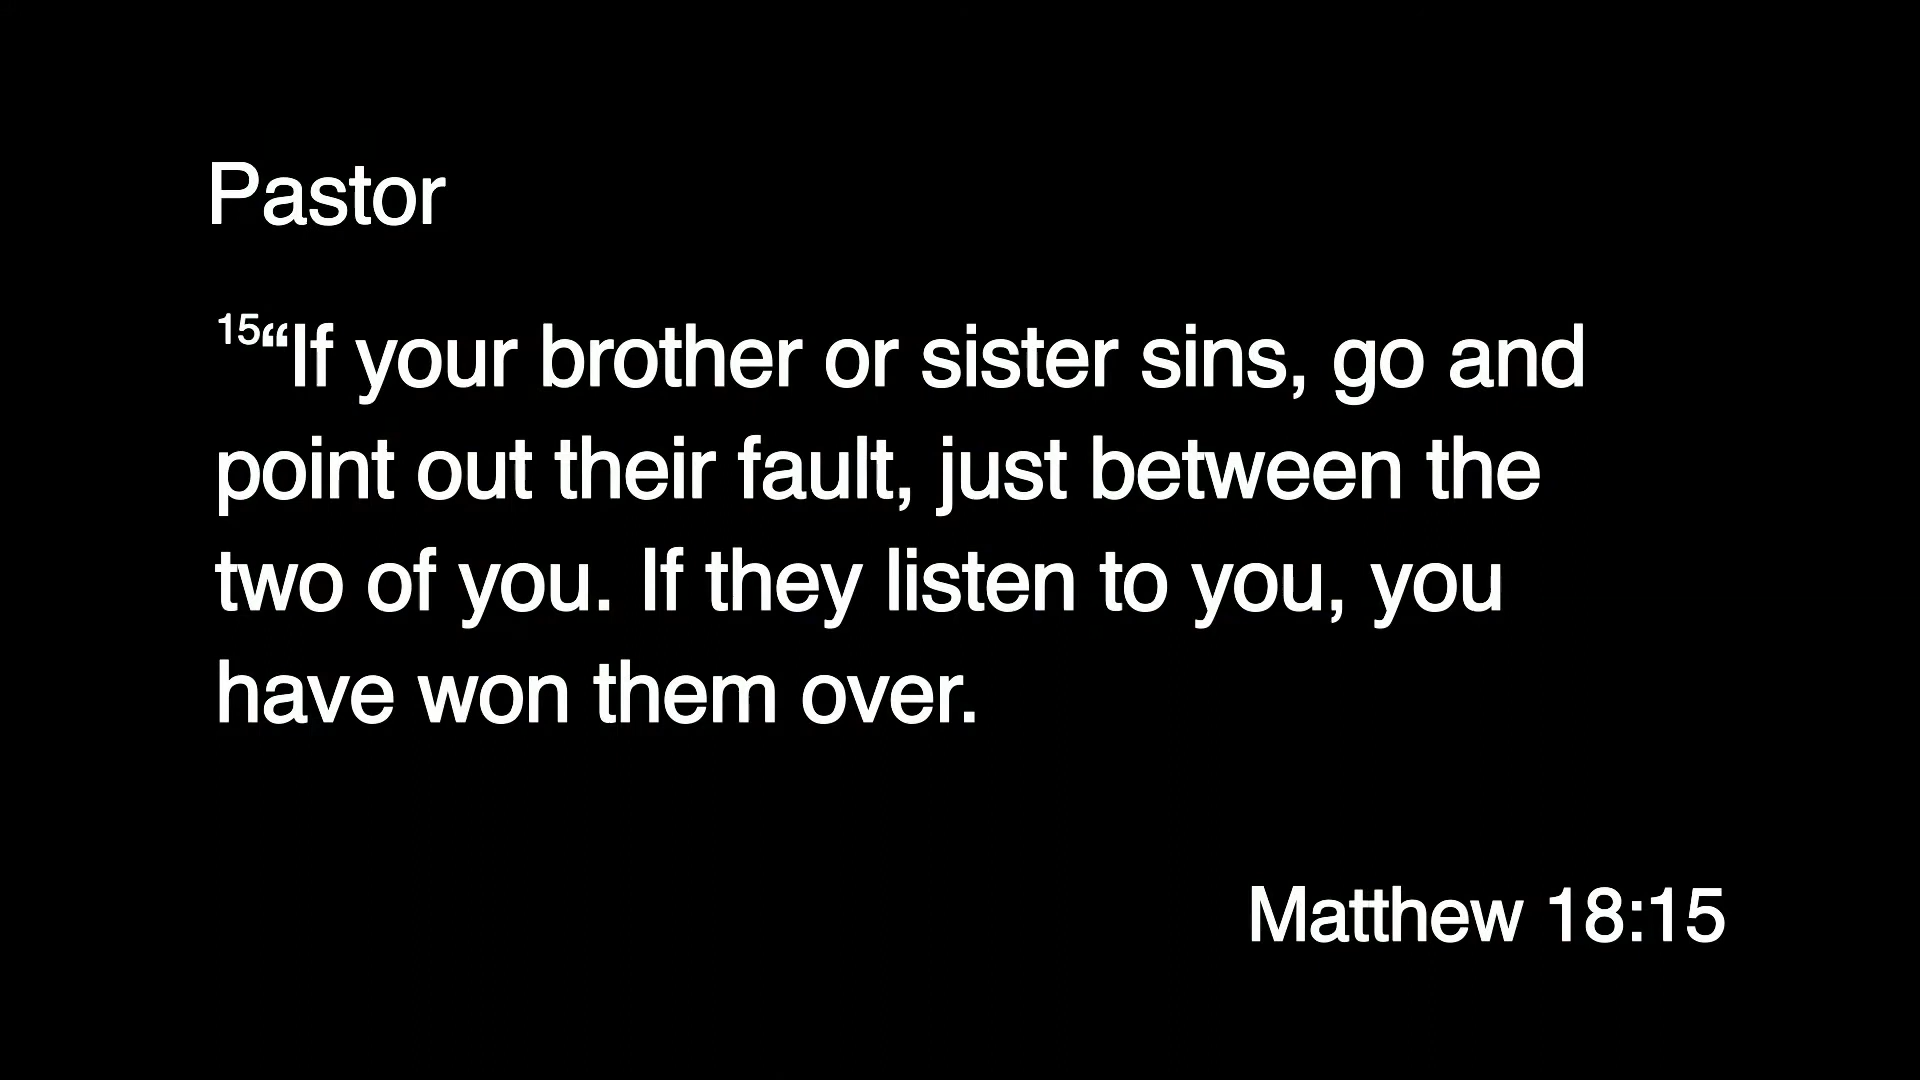 Pastor
15“If your brother or sister sins, go and
point out their fault, just between the
two of you. If they listen to you, you
have won them over.
Matthew 18:15